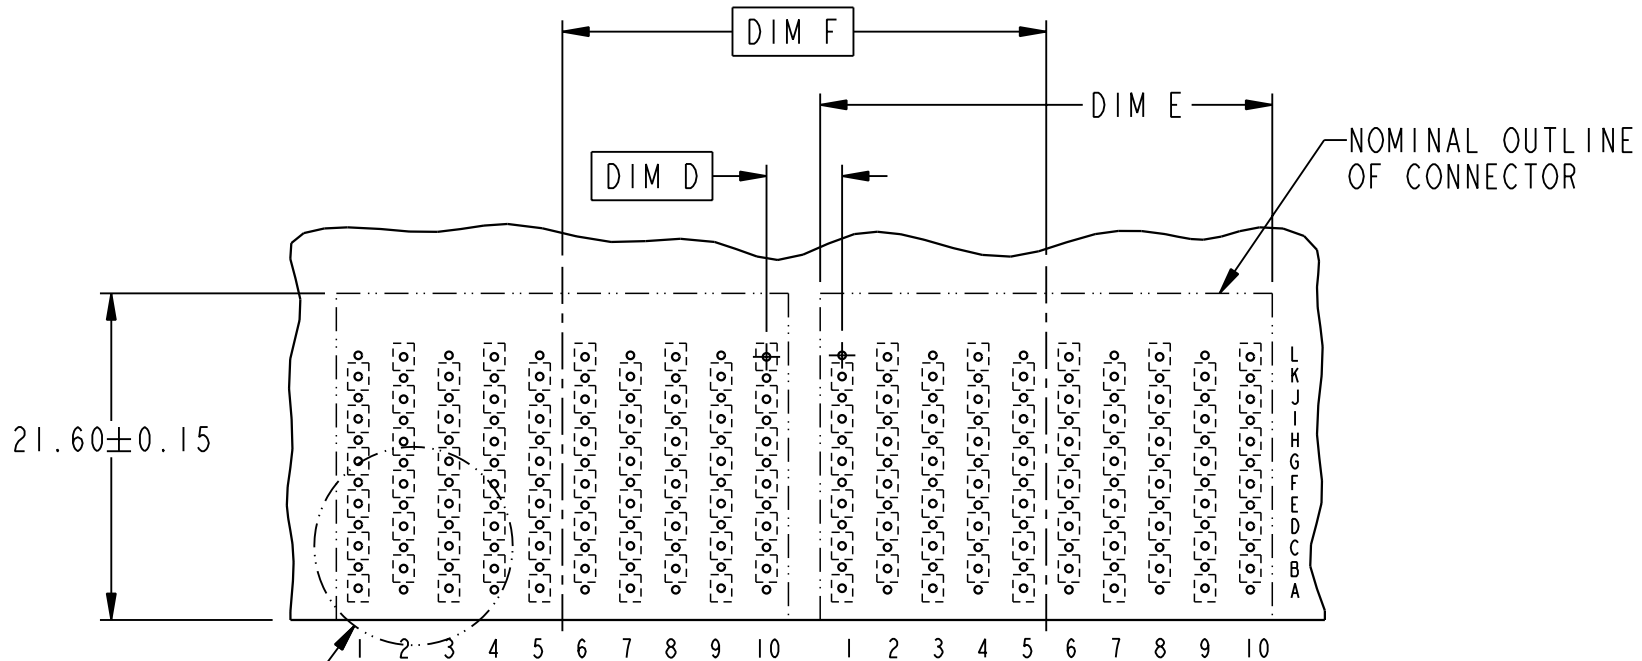 DIM F
DIM E
DIM D
NOMINAL OUTLINE
OF CONNECTOR
21.60±0.15
L
K
J
I
H
G
F
E
D
C
B
A
1 2 3 4 5 6 7 8 9 10 1 2 3 4 5 6 7 8 9 10